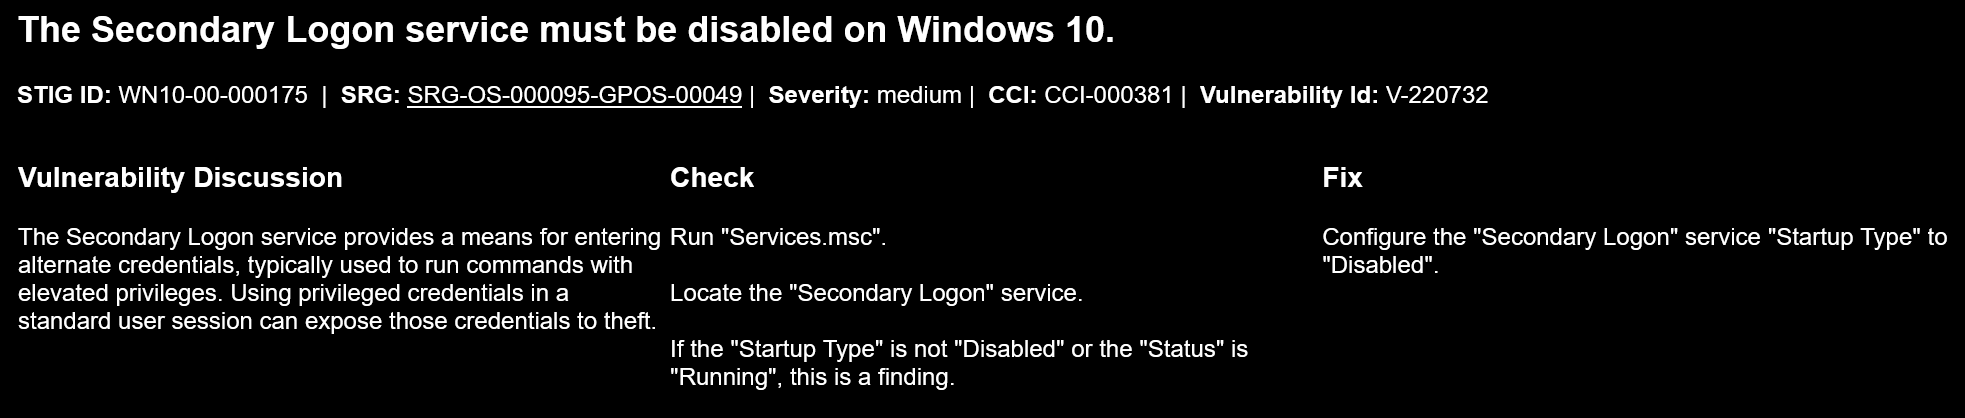 The Secondary Logon service must be disabled on Windows 10.
STIG ID: WN10-00-000175 | SRG: SRG-OS-000095-GPOS-00049 | Severity: medium | CCI: CCI-000381 | Vulnerability Id: V-220732
Vulnerability Discussion
The Secondary Logon service provides a means for entering
alternate credentials, typically used to run commands with
elevated privileges. Using privileged credentials in a
standard user session can expose those credentials to theft.
Check
Run "Services.msc".
Locate the "Secondary Logon" service.
If the "Startup Type" is not "Disabled" or the "Status" is
"Running", this is a finding.
Fix
Configure the "Secondary Logon" service "Startup Type" to
"Disabled".